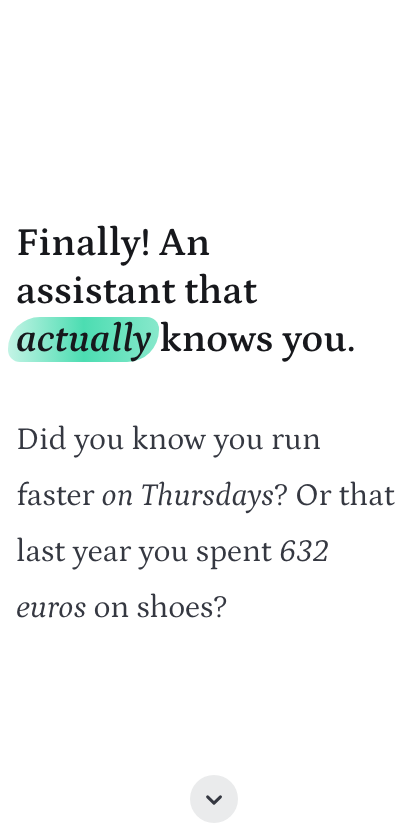 Finally! An
assistant that
actually knows you.
Did you know you run
faster on Thursdays? Or that
last year you spent 632
euros on shoes?